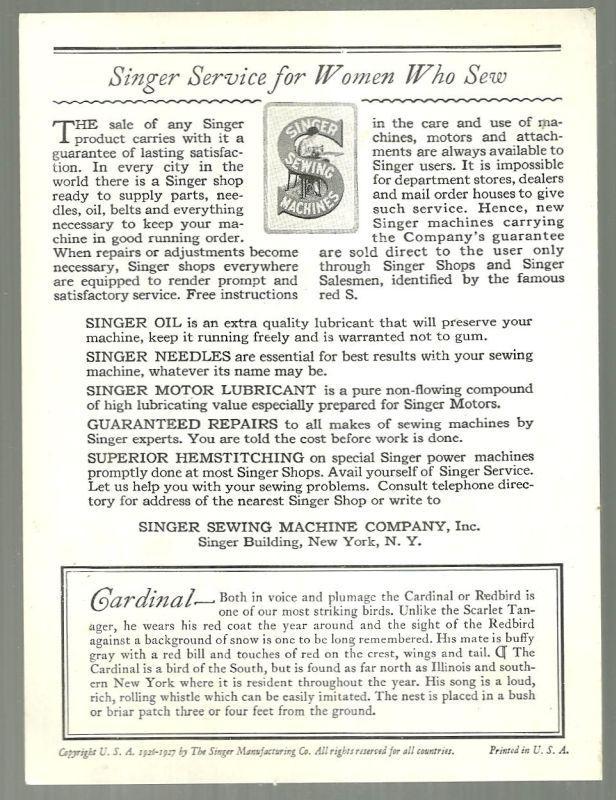 Singer Service for Women Who Sew
THE sale of any Singer
product carries with it a
guarantee of lasting satisfac-
tion. In every city in the
world there is a Singer shop
ready to supply parts, nee-
dles, oil, belts and everything
necessary to keep your ma-
chine in good running order.
When repairs or adjustments become
necessary, Singer shops everywhere
are equipped to render prompt and
satisfactory service. Free instructions
SINGER
SEWING
MACHINES
in the care and use of ma-
chines, motors and attach-
ments are always available to
Singer users. It is impossible
for department stores, dealers
and mail order houses to give
such service. Hence, new
Singer machines carrying
the Company's guarantee
are sold direct to the user only
through Singer Shops and Singer
Salesmen, identified by the famous
red S.
SINGER OIL is an extra quality lubricant that will preserve your
machine, keep it running freely and is warranted not to gum.
SINGER NEEDLES are essential for best results with your sewing
machine, whatever its name may be.
SINGER MOTOR LUBRICANT is a pure non-flowing compound
of high lubricating value especially prepared for Singer Motors.
GUARANTEED REPAIRS to all makes of sewing machines by
Singer experts. You are told the cost before work is done.
SUPERIOR HEMSTITCHING on special Singer power machines
promptly done at most Singer Shops. Avail yourself of Singer Service.
Let us help you with your sewing problems. Consult telephone direc-
tory for address of the nearest Singer Shop or write to
SINGER SEWING MACHINE COMPANY, Inc.
Singer Building, New York, N. Y.
Cardinal— Both in voice and plumage the Cardinal or Redbird is
one of our most striking birds. Unlike the Scarlet Tan-
ager, he wears his red coat the year around and the sight of the Redbird
against a background of snow is one to be long remembered. His mate is buffy
gray with a red bill and touches of red on the crest, wings and tail. ¶ The
Cardinal is a bird of the South, but is found as far north as Illinois and south-
ern New York where it is resident throughout the year. His song is a loud,
rich, rolling whistle which can be easily imitated. The nest is placed in a bush
or briar patch three or four feet from the ground.
Copyright U. S. A. 1926-1927 by The Singer Manufacturing Co. All rights reserved for all countries. Printed in U. S. A.